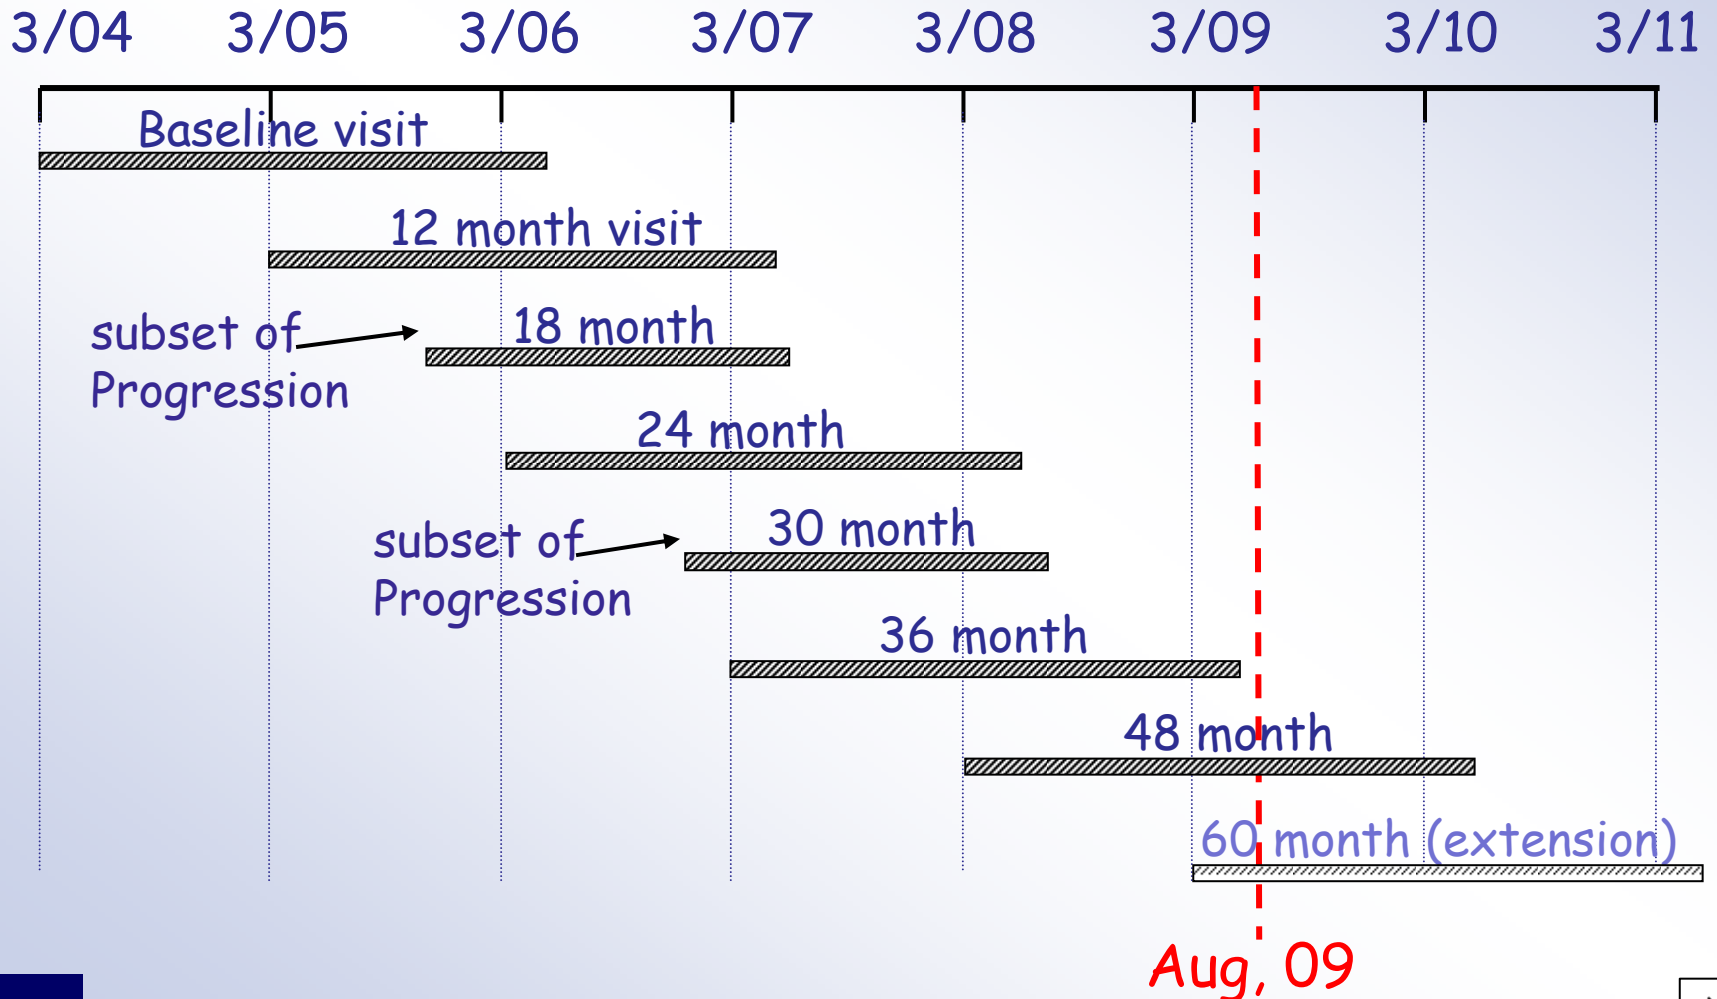 3/04 3/05 3/06 3/07 3/08 3/09 3/10 3/11
Baseline visit
12 month visit
subset of
Progression
18 month
24 month
subset of
Progression
30 month
36 month
48 month
60 month (extension)
Aug, 09